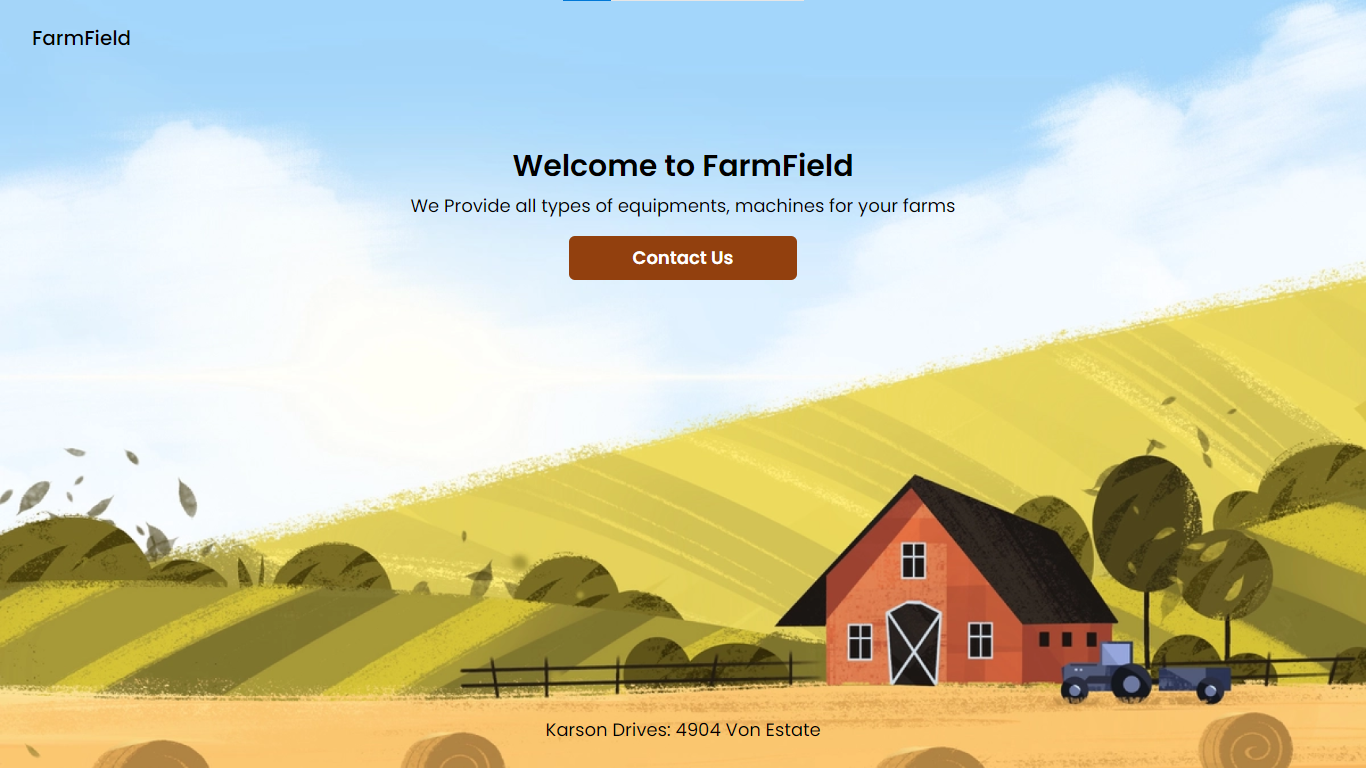 FarmField
Welcome to FarmField
We Provide all types of equipments, machines for your farms
Contact Us
Karson Drives: 4904 Von Estate